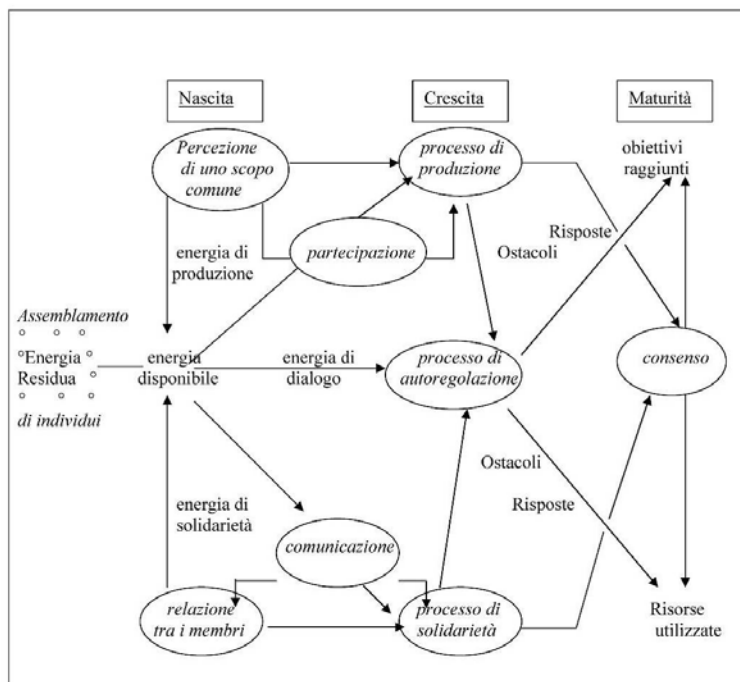 Nascita
Crescita
Maturità
Percezione
di uno scopo
comune
processo di
produzione
obiettivi
raggiunti
partecipazione
energia di
produzione
Ostacoli
Risposte
Assemblamento
Energia
Residua
di individui
energia
disponibile
energia di
dialogo
processo di
autoregolazione
consenso
energia di
solidarietà
Ostacoli
Risposte
comunicazione
relazione
tra i membri
processo di
solidarietà
Risorse
utilizzate